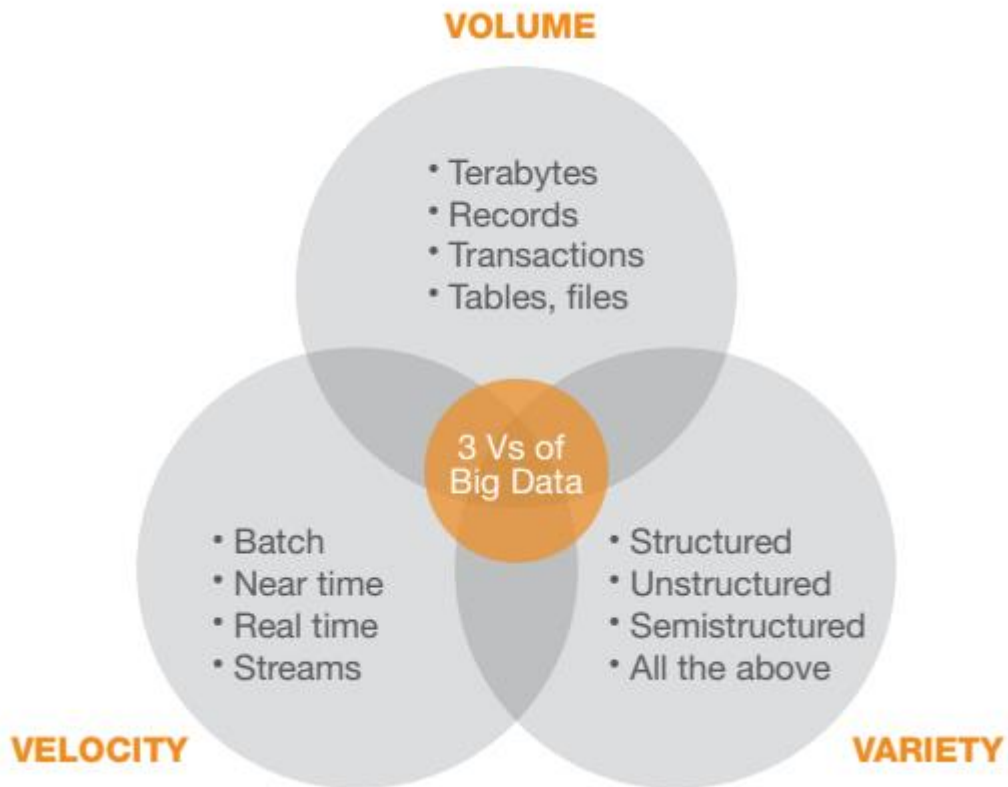 VOLUME
• Terabytes
• Records
• Transactions
• Tables, files
3 Vs of
Big Data
• Batch
• Near time
• Real time
• Streams
• Structured
• Unstructured
• Semistructured
• All the above
VELOCITY
VARIETY